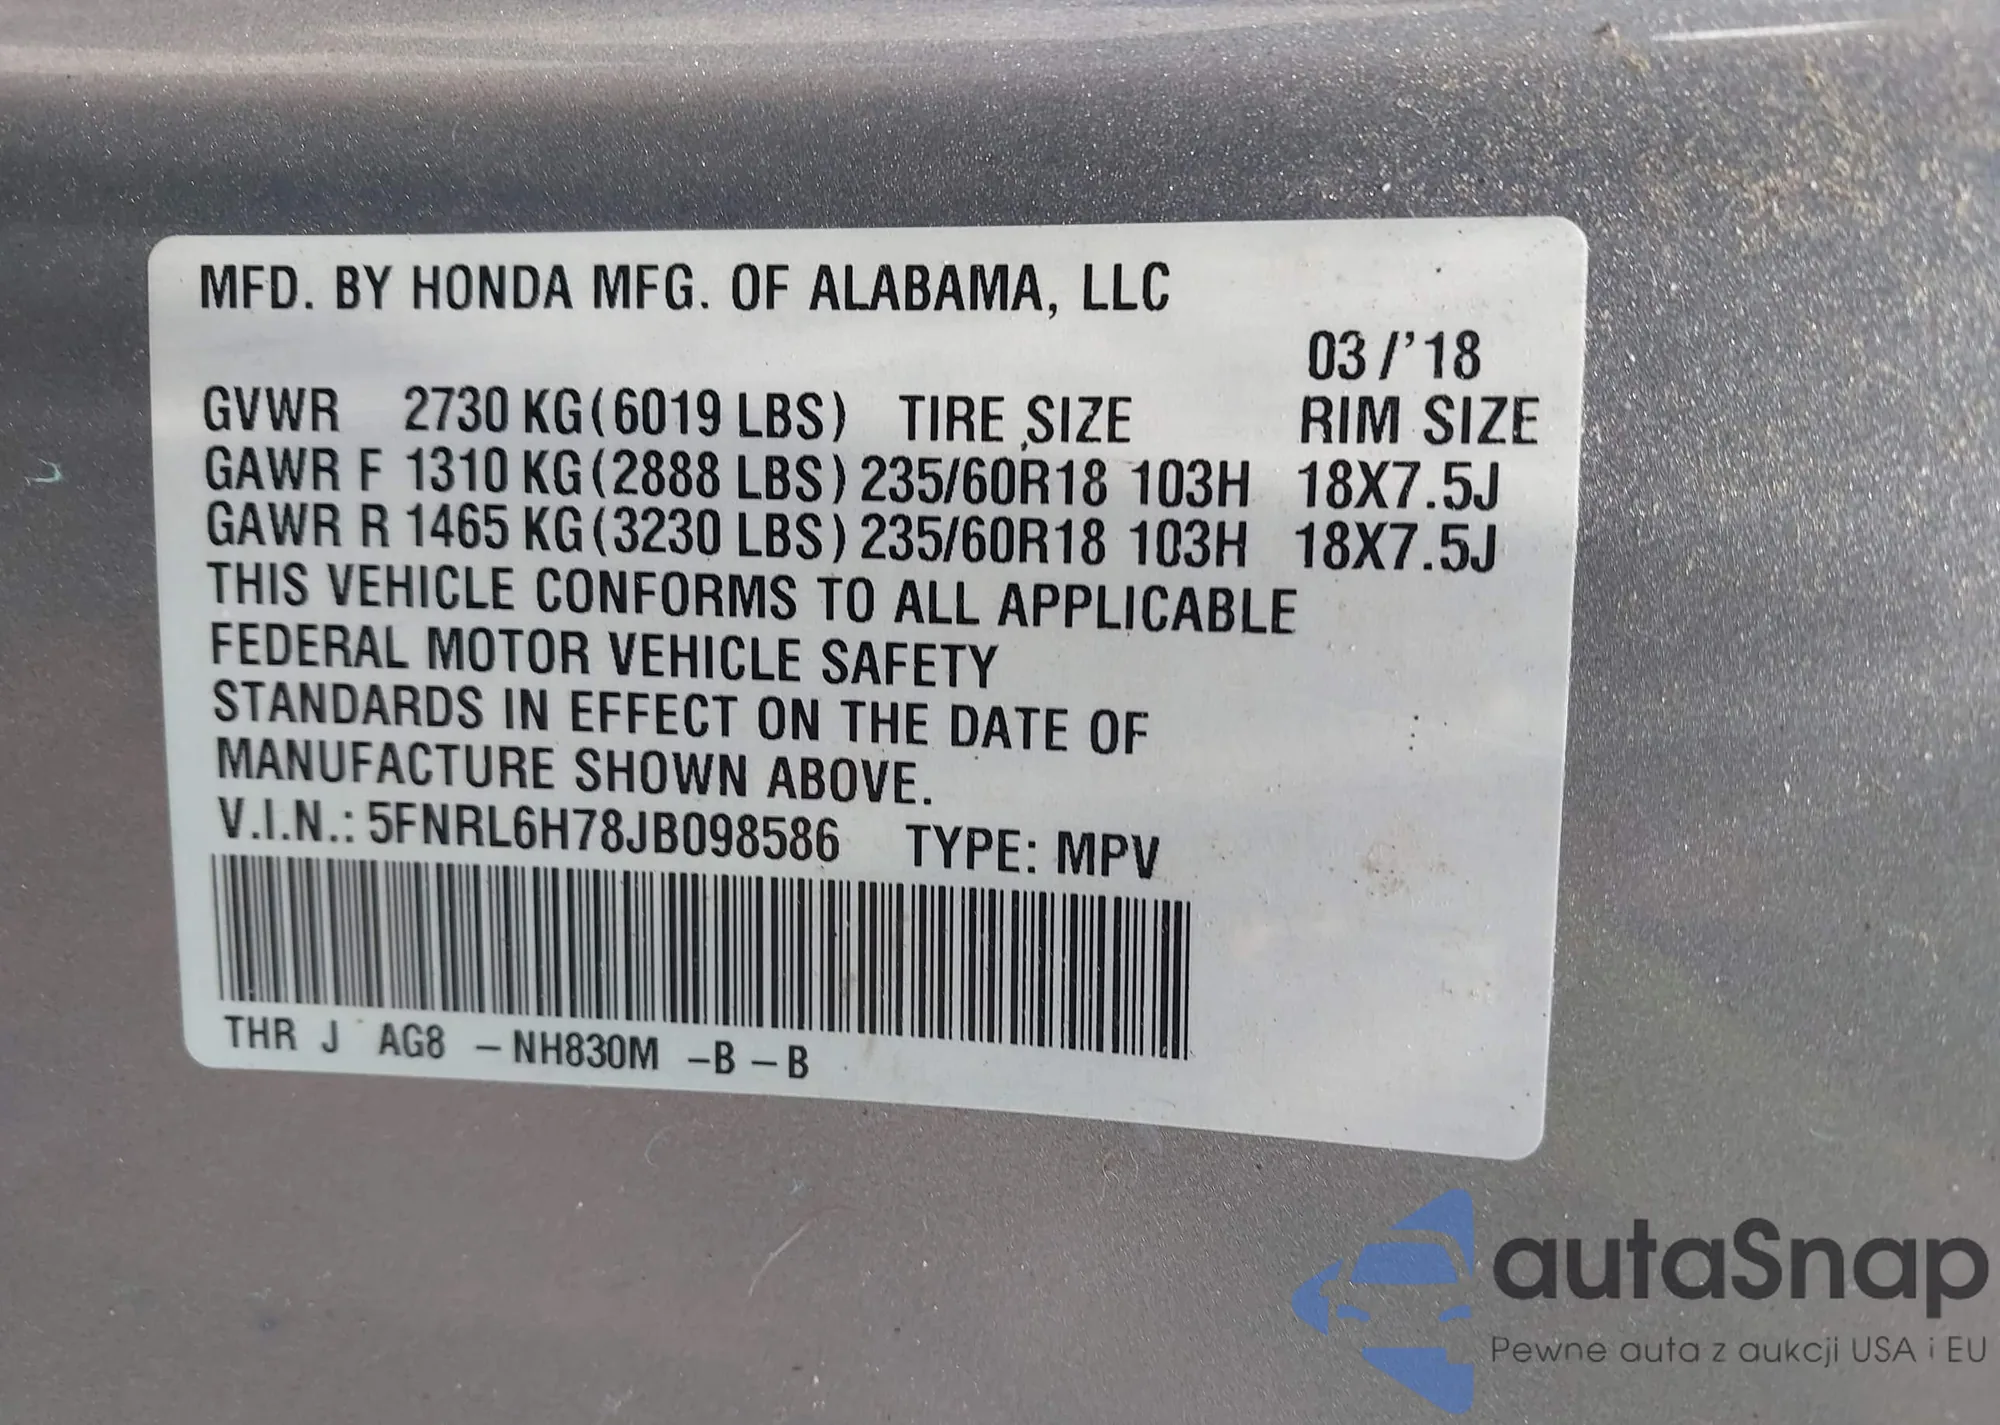 MFD. BY HONDA MFG. OF ALABAMA, LLC
03/'18
GVWR 2730 KG (6019 LBS) TIRE SIZE RIM SIZE
GAWR F 1310 KG (2888 LBS) 235/60R18 103H 18X7.5J
GAWR R 1465 KG (3230 LBS) 235/60R18 103H 18X7.5J
THIS VEHICLE CONFORMS TO ALL APPLICABLE
FEDERAL MOTOR VEHICLE SAFETY
STANDARDS IN EFFECT ON THE DATE OF
MANUFACTURE SHOWN ABOVE.
V.I.N.: 5FNRL6H78JB098586 TYPE: MPV
THR J AG8 – NH830M – B – B
autaSnap
Pewne auta z aukcji USA i EU